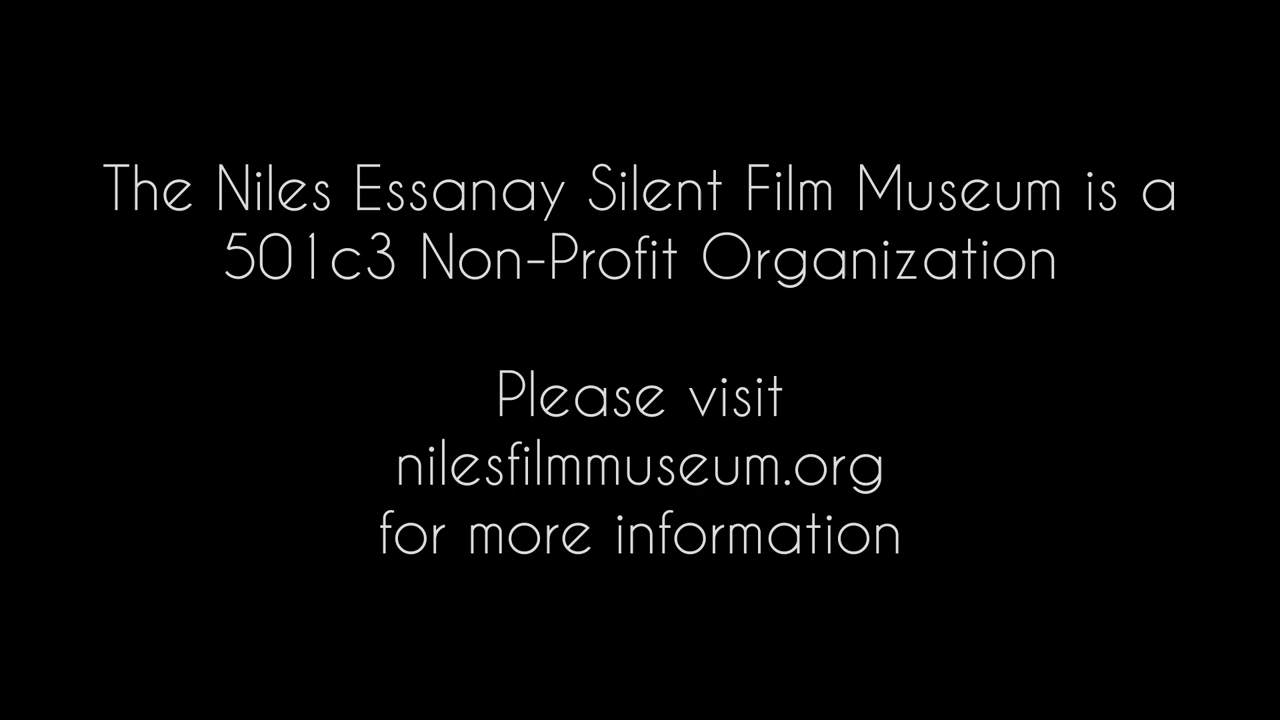 The Niles Essanay Silent Film Museum is a
501c3 Non-Profit Organization
Please visit
nilesfilmmuseum.org
for more information